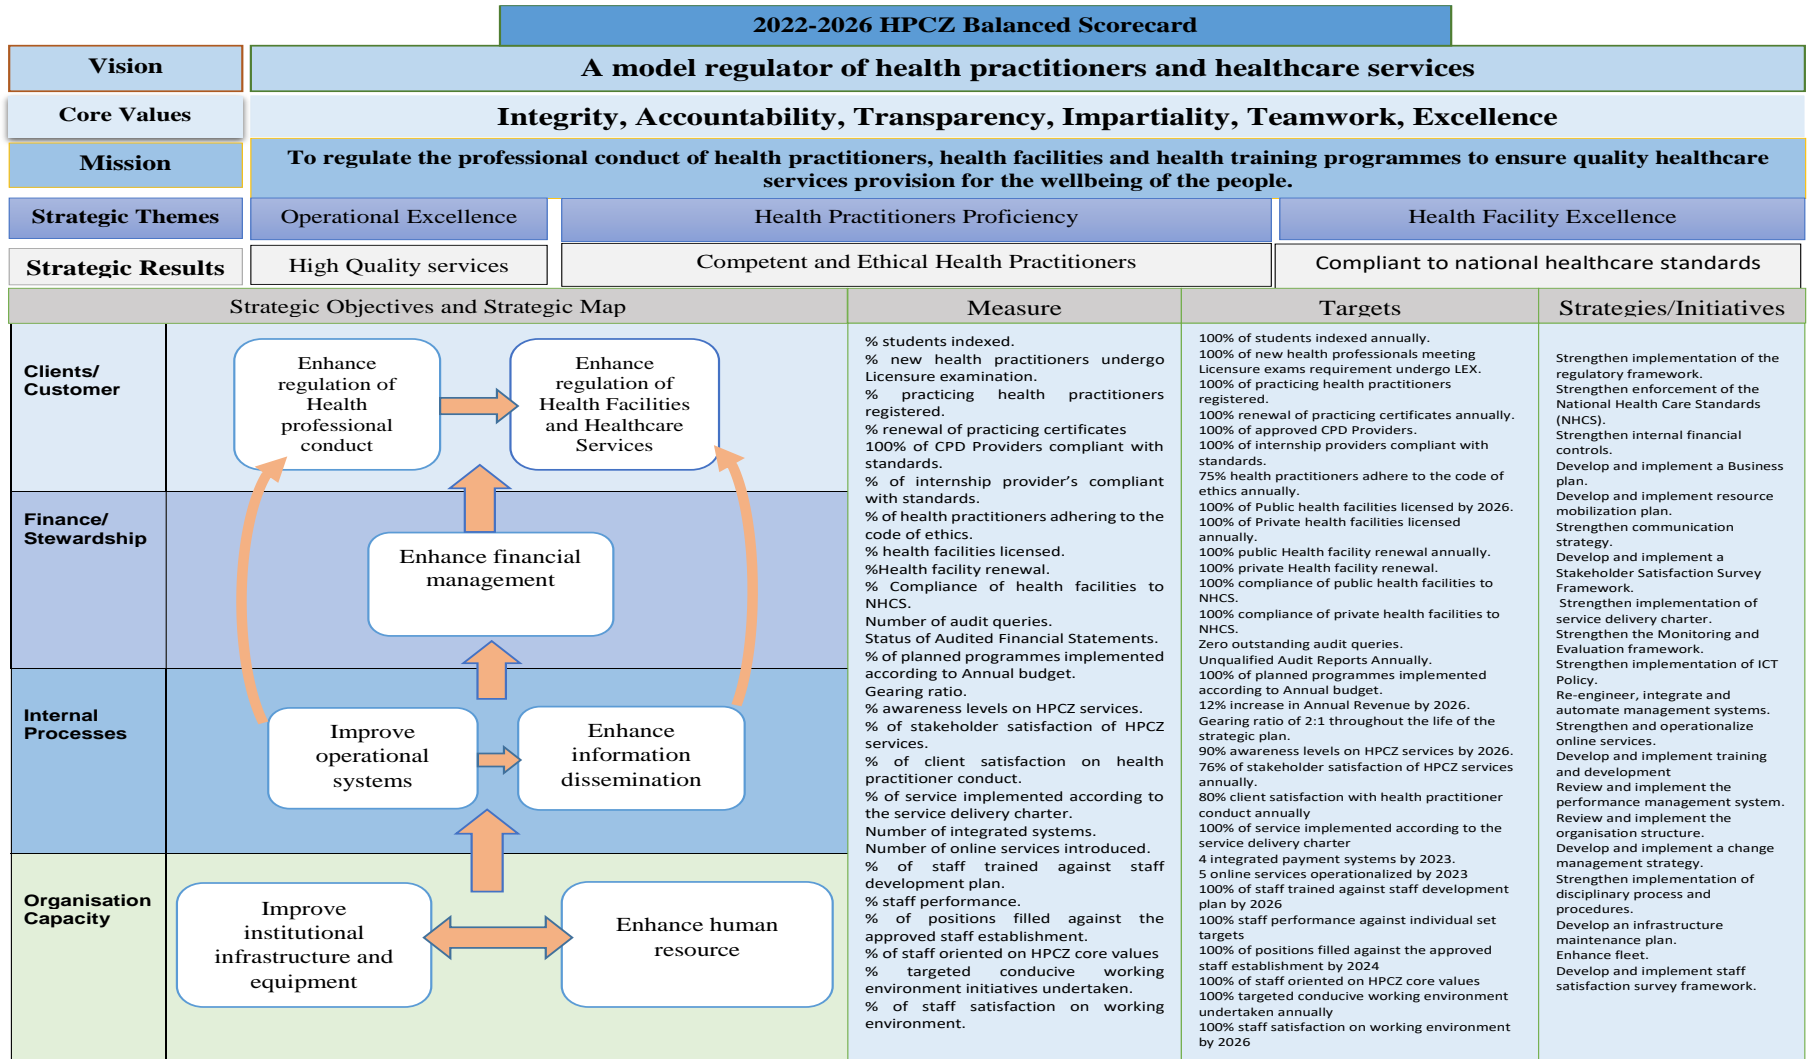 2022-2026 HPCZ Balanced Scorecard
Vision
A model regulator of health practitioners and healthcare services
Core Values
Integrity, Accountability, Transparency, Impartiality, Teamwork, Excellence
Mission
To regulate the professional conduct of health practitioners, health facilities and health training programmes to ensure quality healthcare
services provision for the wellbeing of the people.
Strategic Themes
Operational Excellence
Health Practitioners Proficiency
Health Facility Excellence
Strategic Results
High Quality services
Competent and Ethical Health Practitioners
Compliant to national healthcare standards
Strategic Objectives and Strategic Map
Measure
Targets
Strategies/Initiatives
Clients/
Customer
Enhance
regulation of
Health
professional
conduct
Enhance
regulation of
Health Facilities
and Healthcare
Services
Finance/
Stewardship
Enhance financial
management
Internal
Processes
Improve
operational
systems
Enhance
information
dissemination
Organisation
Capacity
Improve
institutional
infrastructure and
equipment
Enhance human
resource
% students indexed.
% new health practitioners undergo
Licensure examination.
% practicing health practitioners
registered.
% renewal of practicing certificates
100% of CPD Providers compliant with
standards.
% of internship provider's compliant
with standards.
% of health practitioners adhering to the
code of ethics.
% health facilities licensed.
%Health facility renewal.
% Compliance of health facilities to
NHCS.
Number of audit queries.
Status of Audited Financial Statements.
% of planned programmes implemented
according to Annual budget.
Gearing ratio.
% awareness levels on HPCZ services.
% of stakeholder satisfaction of HPCZ
services.
% of client satisfaction on health
practitioner conduct.
% of service implemented according to
the service delivery charter.
Number of integrated systems.
Number of online services introduced.
% of staff trained against staff
development plan.
% staff performance.
% of positions filled against the
approved staff establishment.
% of staff oriented on HPCZ core values
% targeted conducive working
environment initiatives undertaken.
% of staff satisfaction on working
environment.
100% of students indexed annually.
100% of new health professionals meeting
Licensure exams requirement undergo LEX.
100% of practicing health practitioners
registered.
100% renewal of practicing certificates annually.
100% of approved CPD Providers.
100% of internship providers compliant with
standards.
75% health practitioners adhere to the code of
ethics annually.
100% of Public health facilities licensed by 2026.
100% of Private health facilities licensed
annually.
100% public Health facility renewal annually.
100% private Health facility renewal.
100% compliance of public health facilities to
NHCS.
100% compliance of private health facilities to
NHCS.
Zero outstanding audit queries.
Unqualified Audit Reports Annually.
100% of planned programmes implemented
according to Annual budget.
12% increase in Annual Revenue by 2026.
Gearing ratio of 2:1 throughout the life of the
strategic plan.
90% awareness levels on HPCZ services by 2026.
76% of stakeholder satisfaction of HPCZ services
annually.
80% client satisfaction with health practitioner
conduct annually
100% of service implemented according to the
service delivery charter
4 integrated payment systems by 2023.
5 online services operationalized by 2023
100% of staff trained against staff development
plan by 2026
100% staff performance against individual set
targets
100% of positions filled against the approved
staff establishment by 2024
100% of staff oriented on HPCZ core values
100% targeted conducive working environment
undertaken annually
100% staff satisfaction on working environment
by 2026
Strengthen implementation of the
regulatory framework.
Strengthen enforcement of the
National Health Care Standards
(NHCS).
Strengthen internal financial
controls.
Develop and implement a Business
plan.
Develop and implement resource
mobilization plan.
Strengthen communication
strategy.
Develop and implement a
Stakeholder Satisfaction Survey
Framework.
Strengthen implementation of
service delivery charter.
Strengthen the Monitoring and
Evaluation framework.
Strengthen implementation of ICT
Policy.
Re-engineer, integrate and
automate management systems.
Strengthen and operationalize
online services.
Develop and implement training
and development
Review and implement the
performance management system.
Review and implement the
organisation structure.
Develop and implement a change
management strategy.
Strengthen implementation of
disciplinary process and
procedures.
Develop an infrastructure
maintenance plan.
Enhance fleet.
Develop and implement staff
satisfaction survey framework.